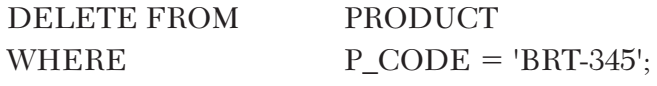 DELETE FROM PRODUCT
WHERE P_CODE = 'BRT-345';